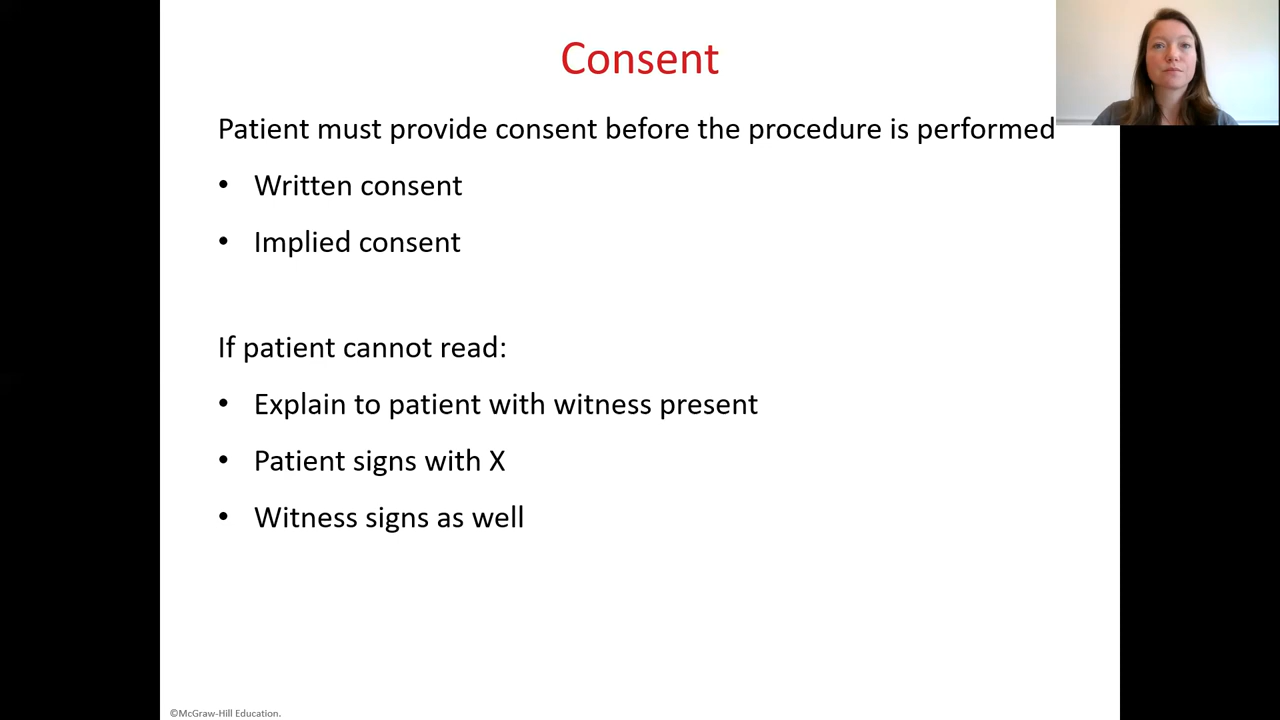 Consent
Patient must provide consent before the procedure is performed
• Written consent
• Implied consent
If patient cannot read:
• Explain to patient with witness present
• Patient signs with X
• Witness signs as well
©McGraw-Hill Education.